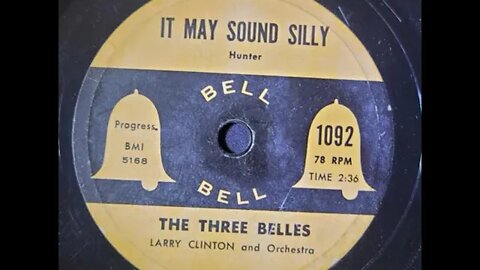 IT MAY SOUND SILLY
Hunter
BELL
Progress
BMI
5168
1092
78 RPM
TIME 2:36
BELL
THE THREE BELLES
LARRY CLINTON and Orchestra